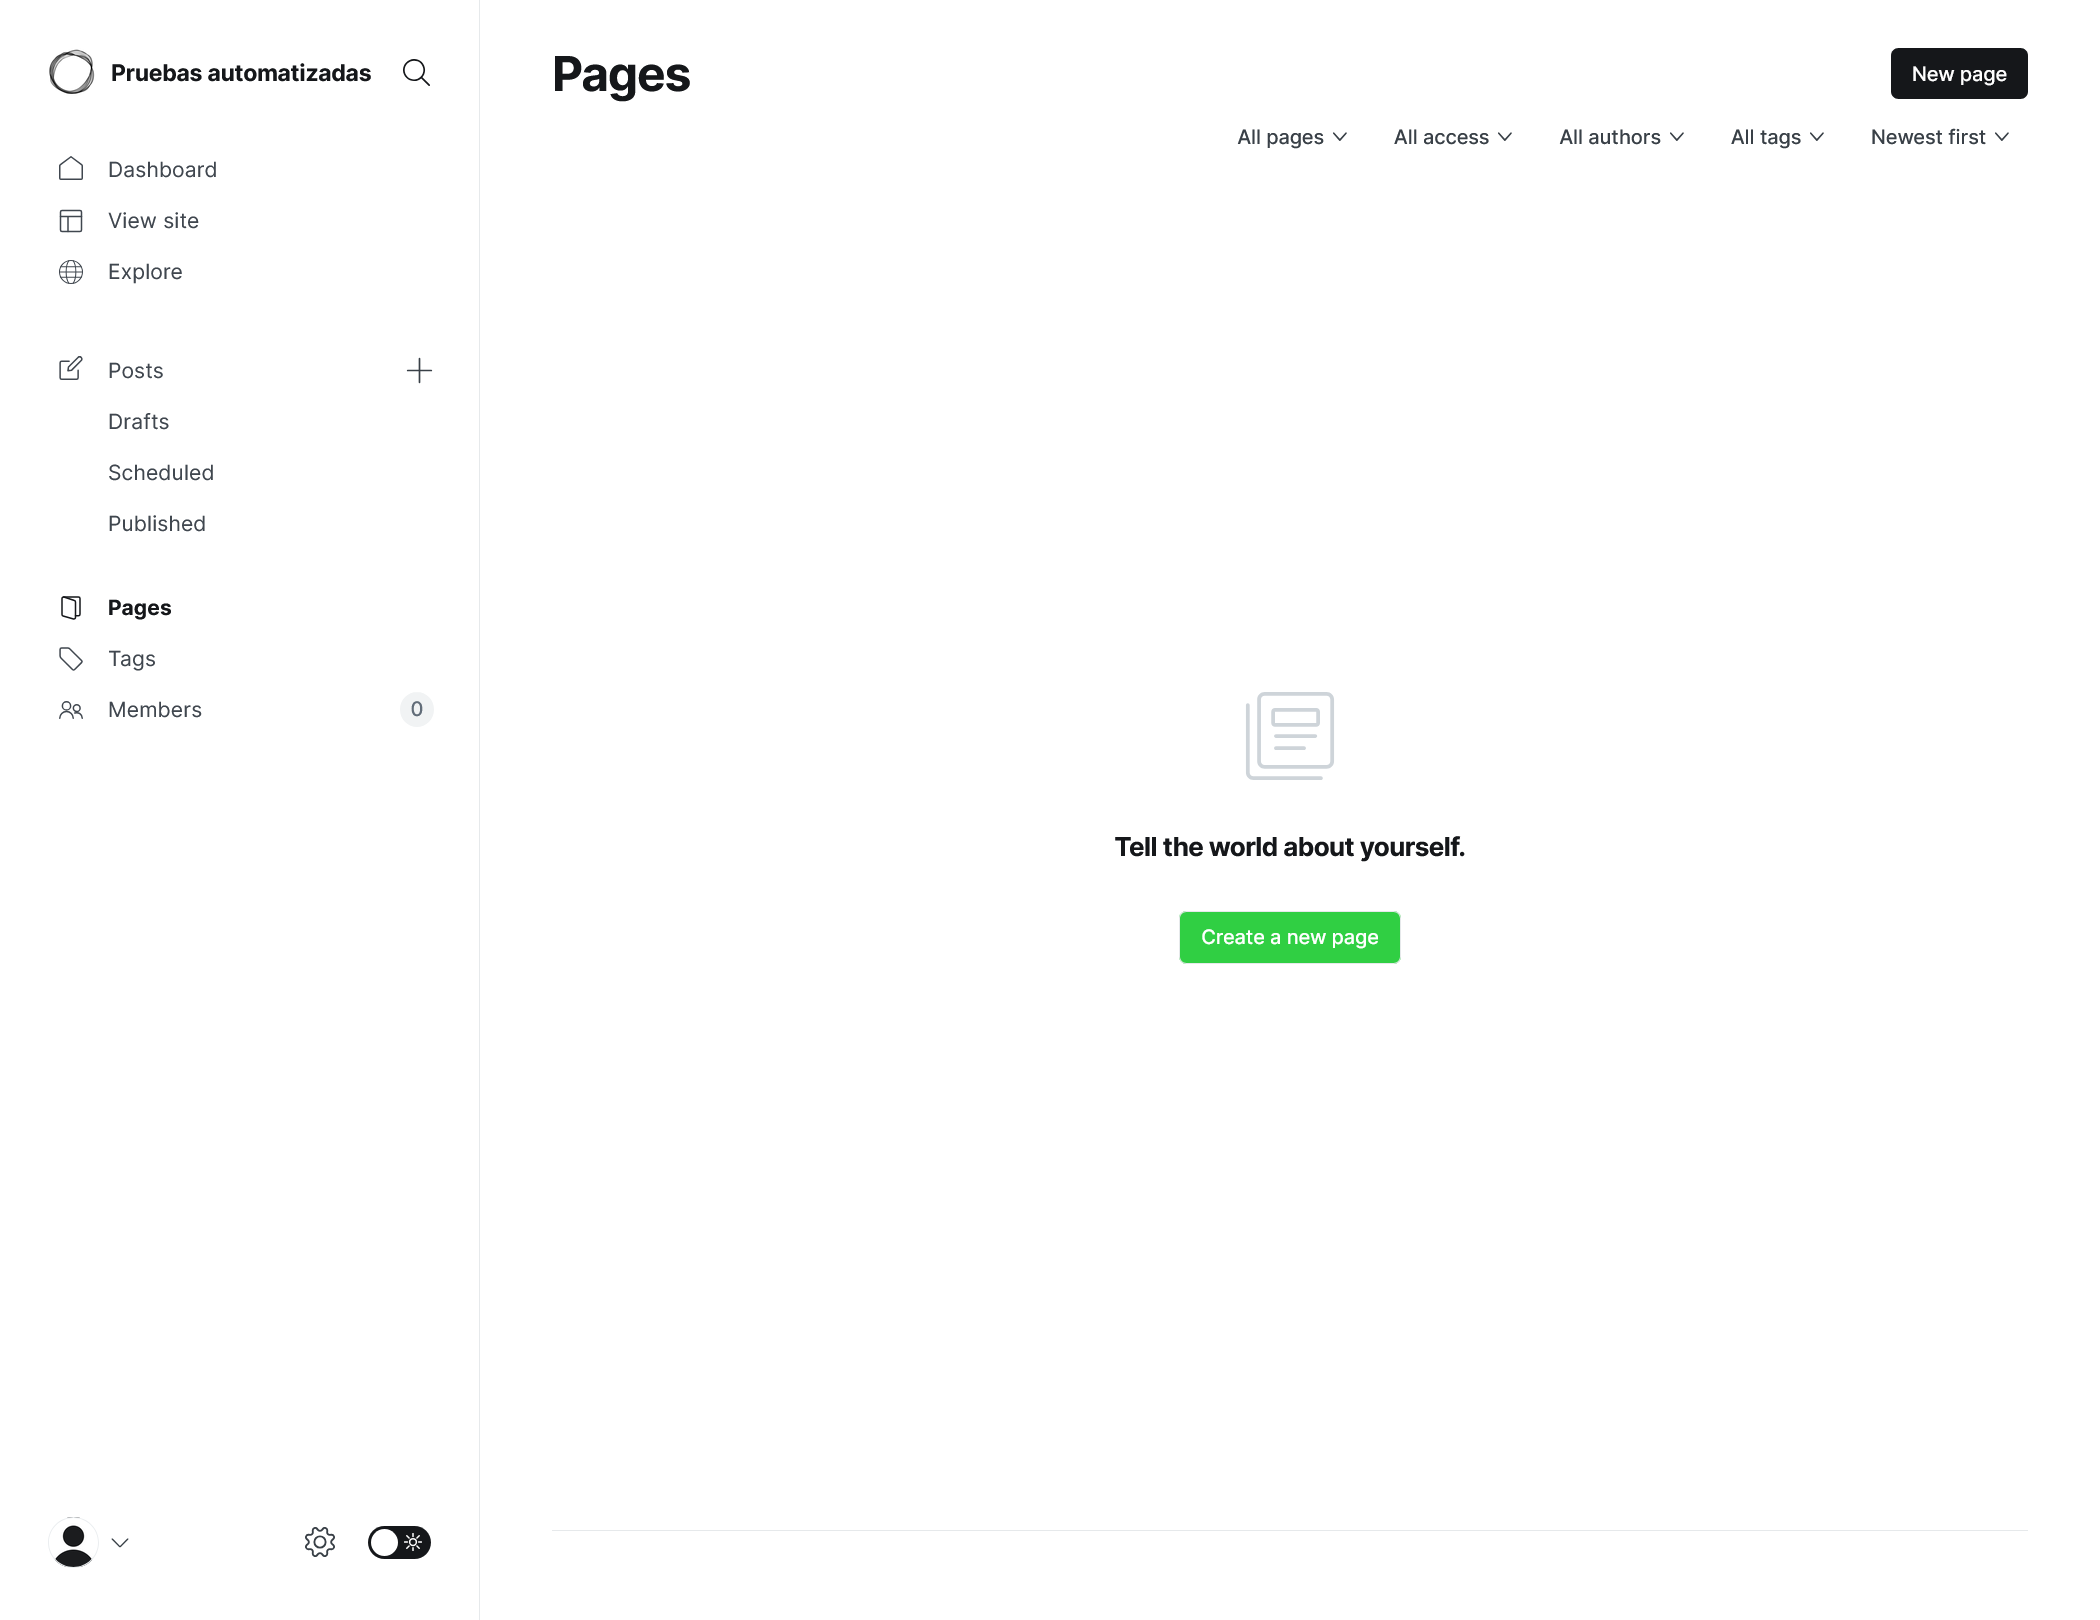 Pruebas automatizadas
Dashboard
View site
Explore
Posts
Drafts
Scheduled
Published
Pages
Tags
Members 0
Pages
New page
All pages All access All authors All tags Newest first
Tell the world about yourself.
Create a new page